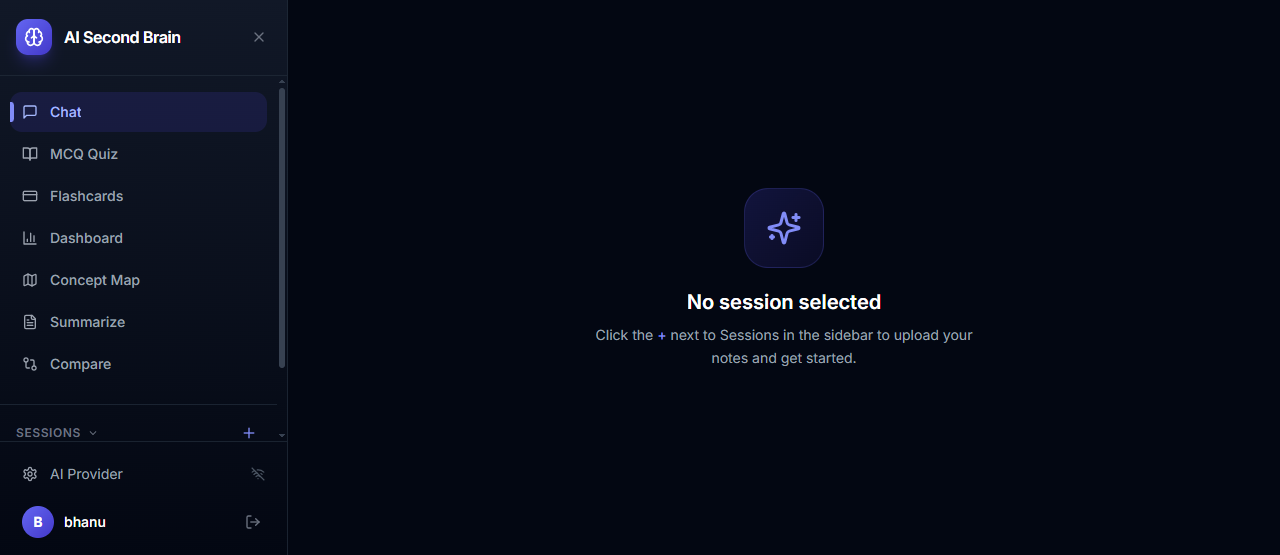 AI Second Brain
Chat
MCQ Quiz
Flashcards
Dashboard
Concept Map
Summarize
Compare
SESSIONS
AI Provider
B
bhanu
No session selected
Click the + next to Sessions in the sidebar to upload your
notes and get started.